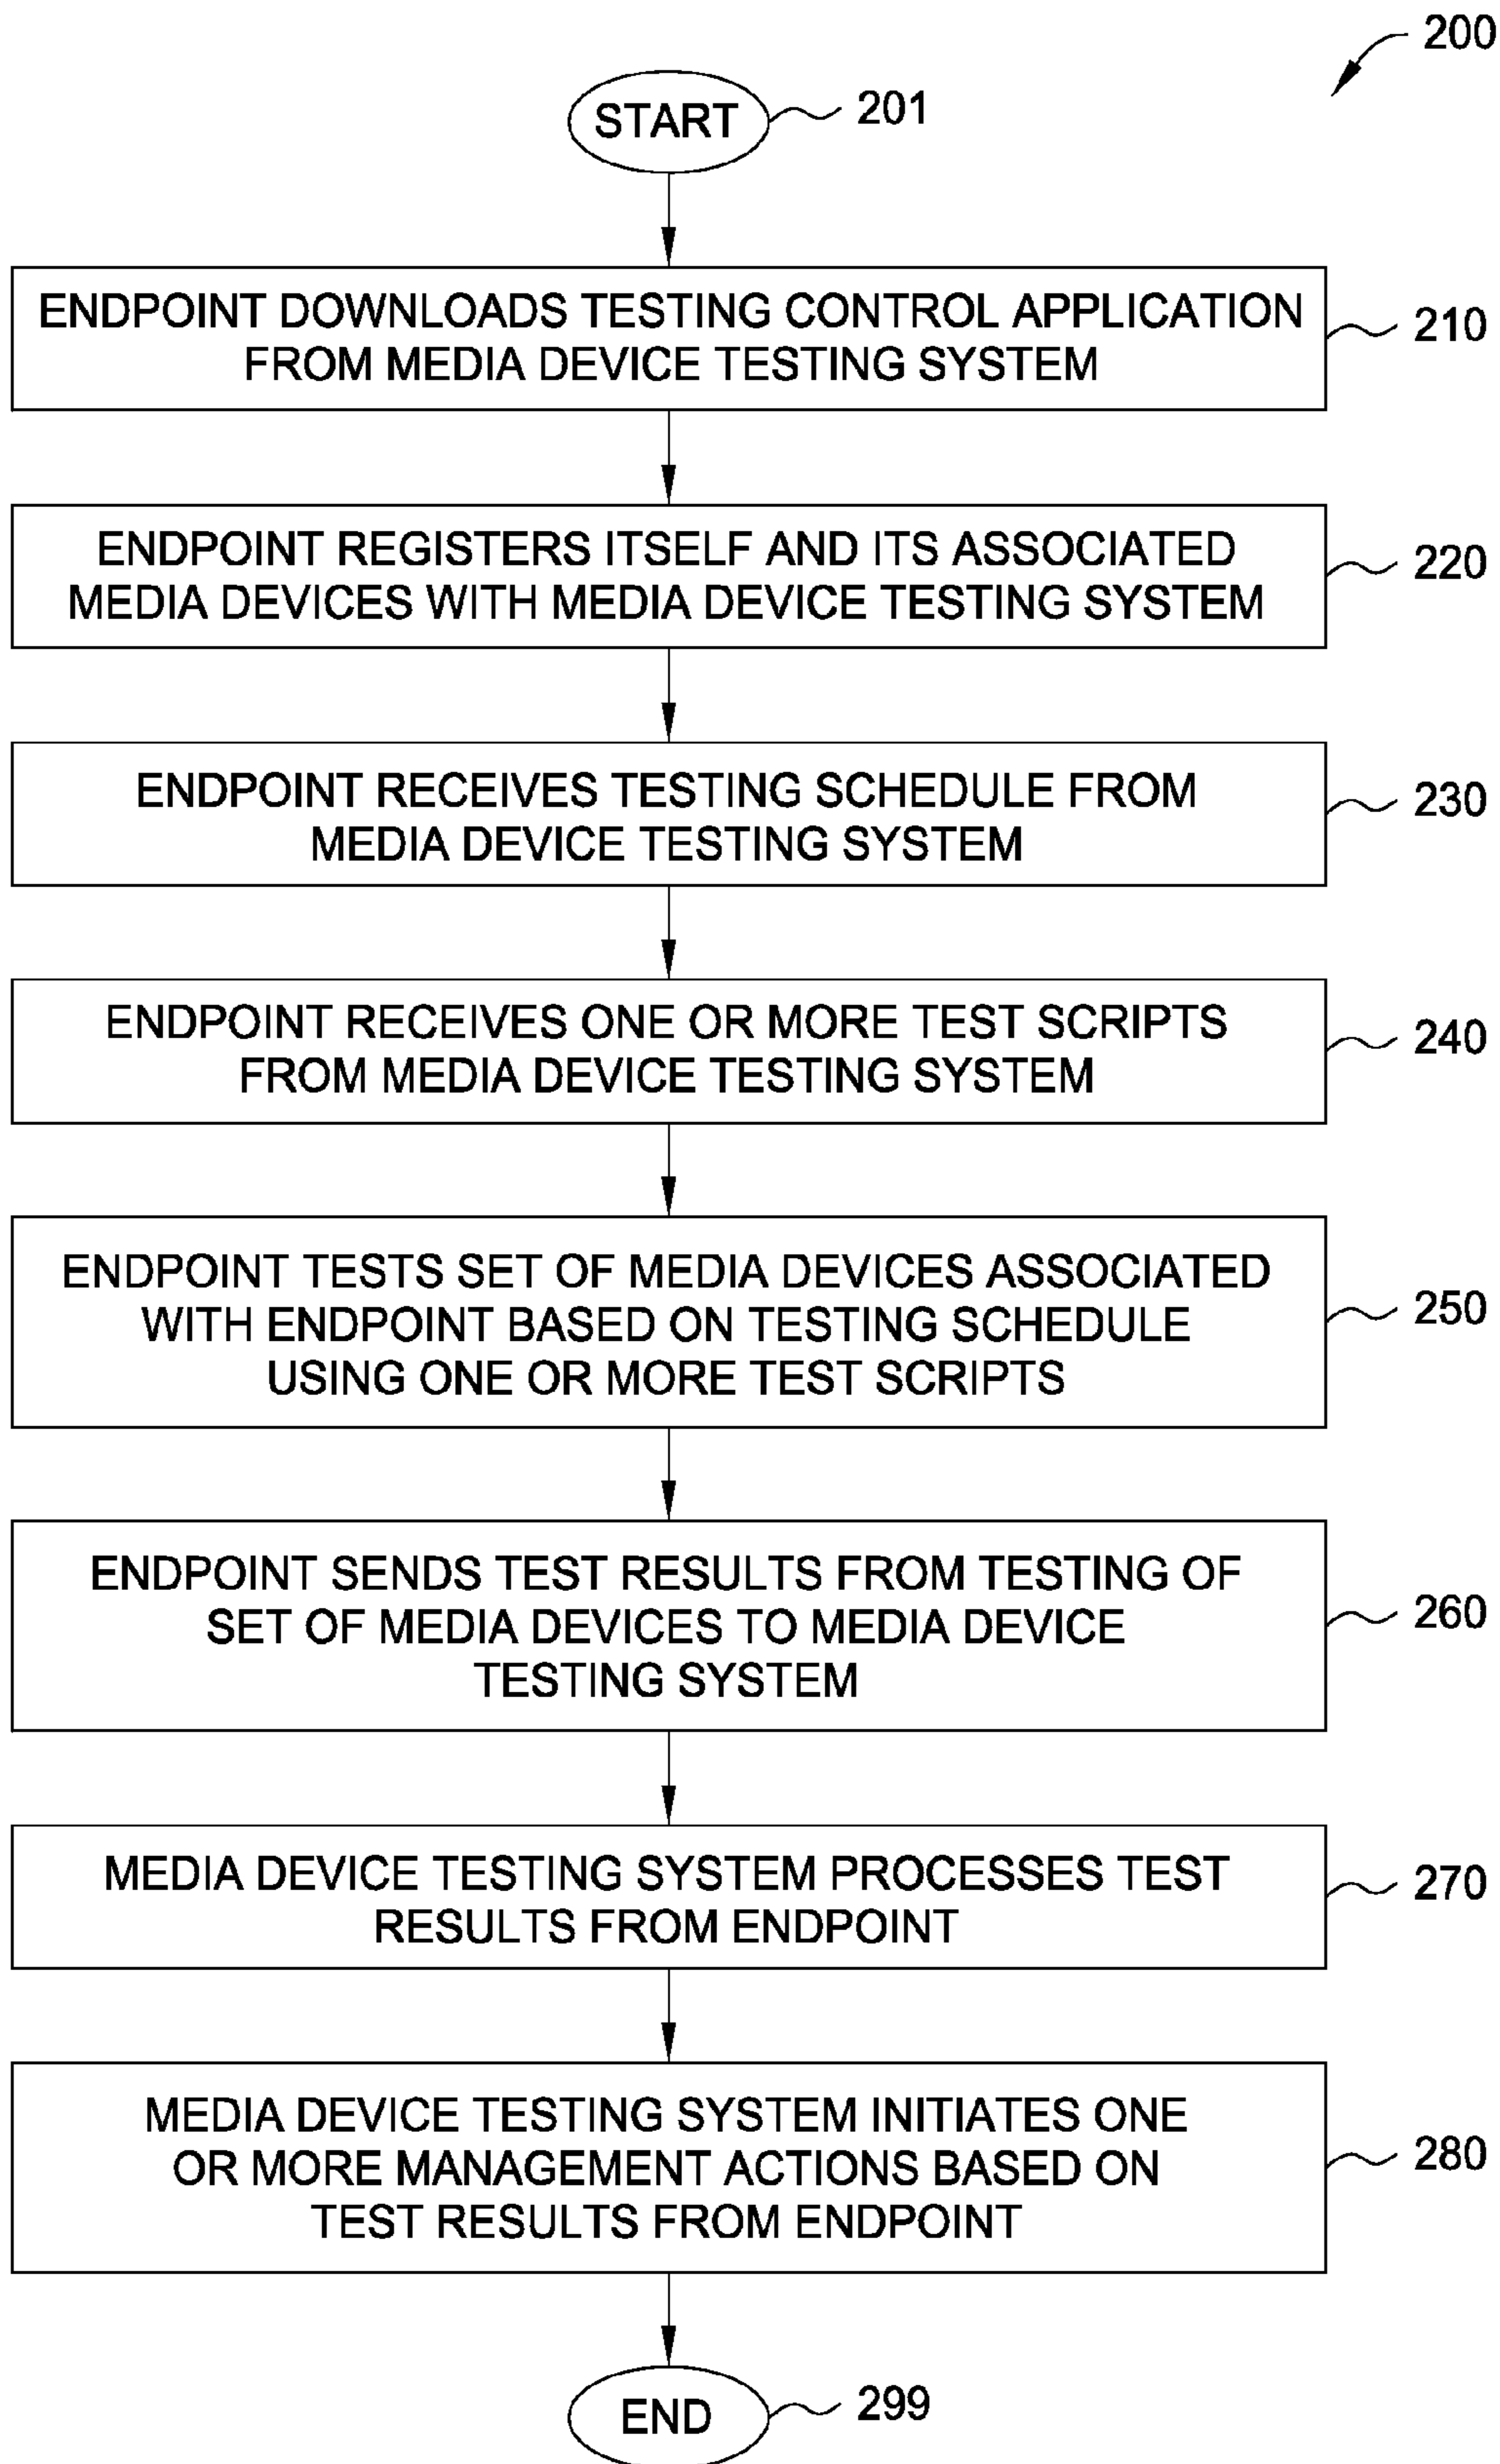 200
START
201
ENDPOINT DOWNLOADS TESTING CONTROL APPLICATION
FROM MEDIA DEVICE TESTING SYSTEM
210
ENDPOINT REGISTERS ITSELF AND ITS ASSOCIATED
MEDIA DEVICES WITH MEDIA DEVICE TESTING SYSTEM
220
ENDPOINT RECEIVES TESTING SCHEDULE FROM
MEDIA DEVICE TESTING SYSTEM
230
ENDPOINT RECEIVES ONE OR MORE TEST SCRIPTS
FROM MEDIA DEVICE TESTING SYSTEM
240
ENDPOINT TESTS SET OF MEDIA DEVICES ASSOCIATED
WITH ENDPOINT BASED ON TESTING SCHEDULE
USING ONE OR MORE TEST SCRIPTS
250
ENDPOINT SENDS TEST RESULTS FROM TESTING OF
SET OF MEDIA DEVICES TO MEDIA DEVICE
TESTING SYSTEM
260
MEDIA DEVICE TESTING SYSTEM PROCESSES TEST
RESULTS FROM ENDPOINT
270
MEDIA DEVICE TESTING SYSTEM INITIATES ONE
OR MORE MANAGEMENT ACTIONS BASED ON
TEST RESULTS FROM ENDPOINT
280
END
299